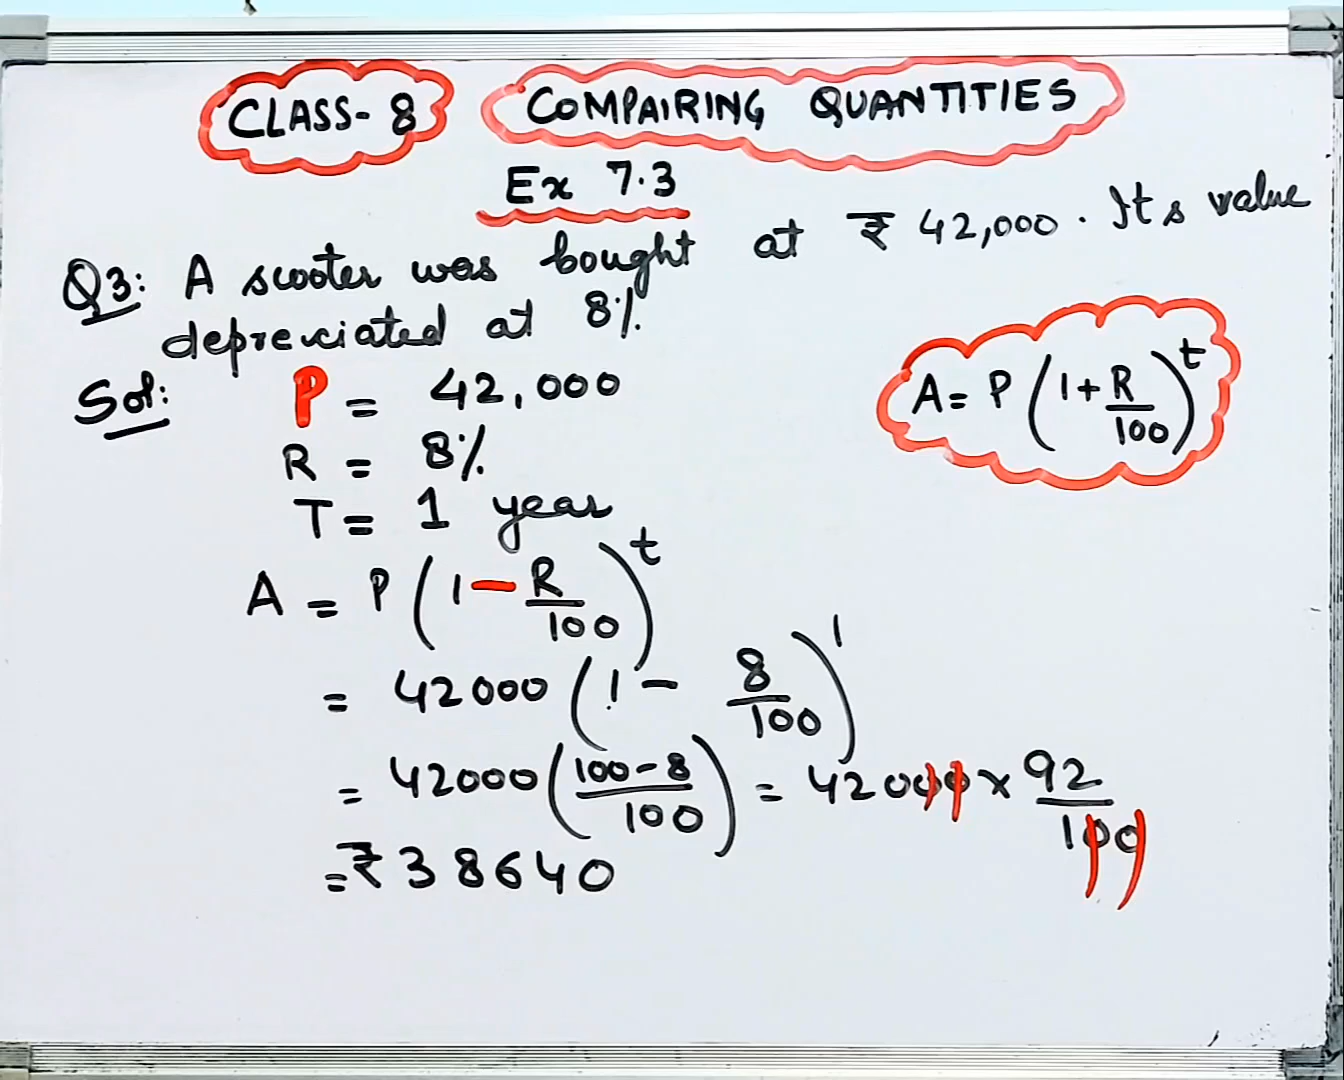 CLASS-8 COMPAIRING QUANTITIES
Ex 7.3
Q3: A scooter was bought at ₹ 42,000. Its value
depreciated at 8%.
Sol: P = 42,000
A = P(1+R/100)^t
R = 8%
T = 1 year
A = P(1-R/100)^t
= 42000(1-8/100)^1
= 42000(100-8/100) = 42000 x 92/100
= ₹ 38640